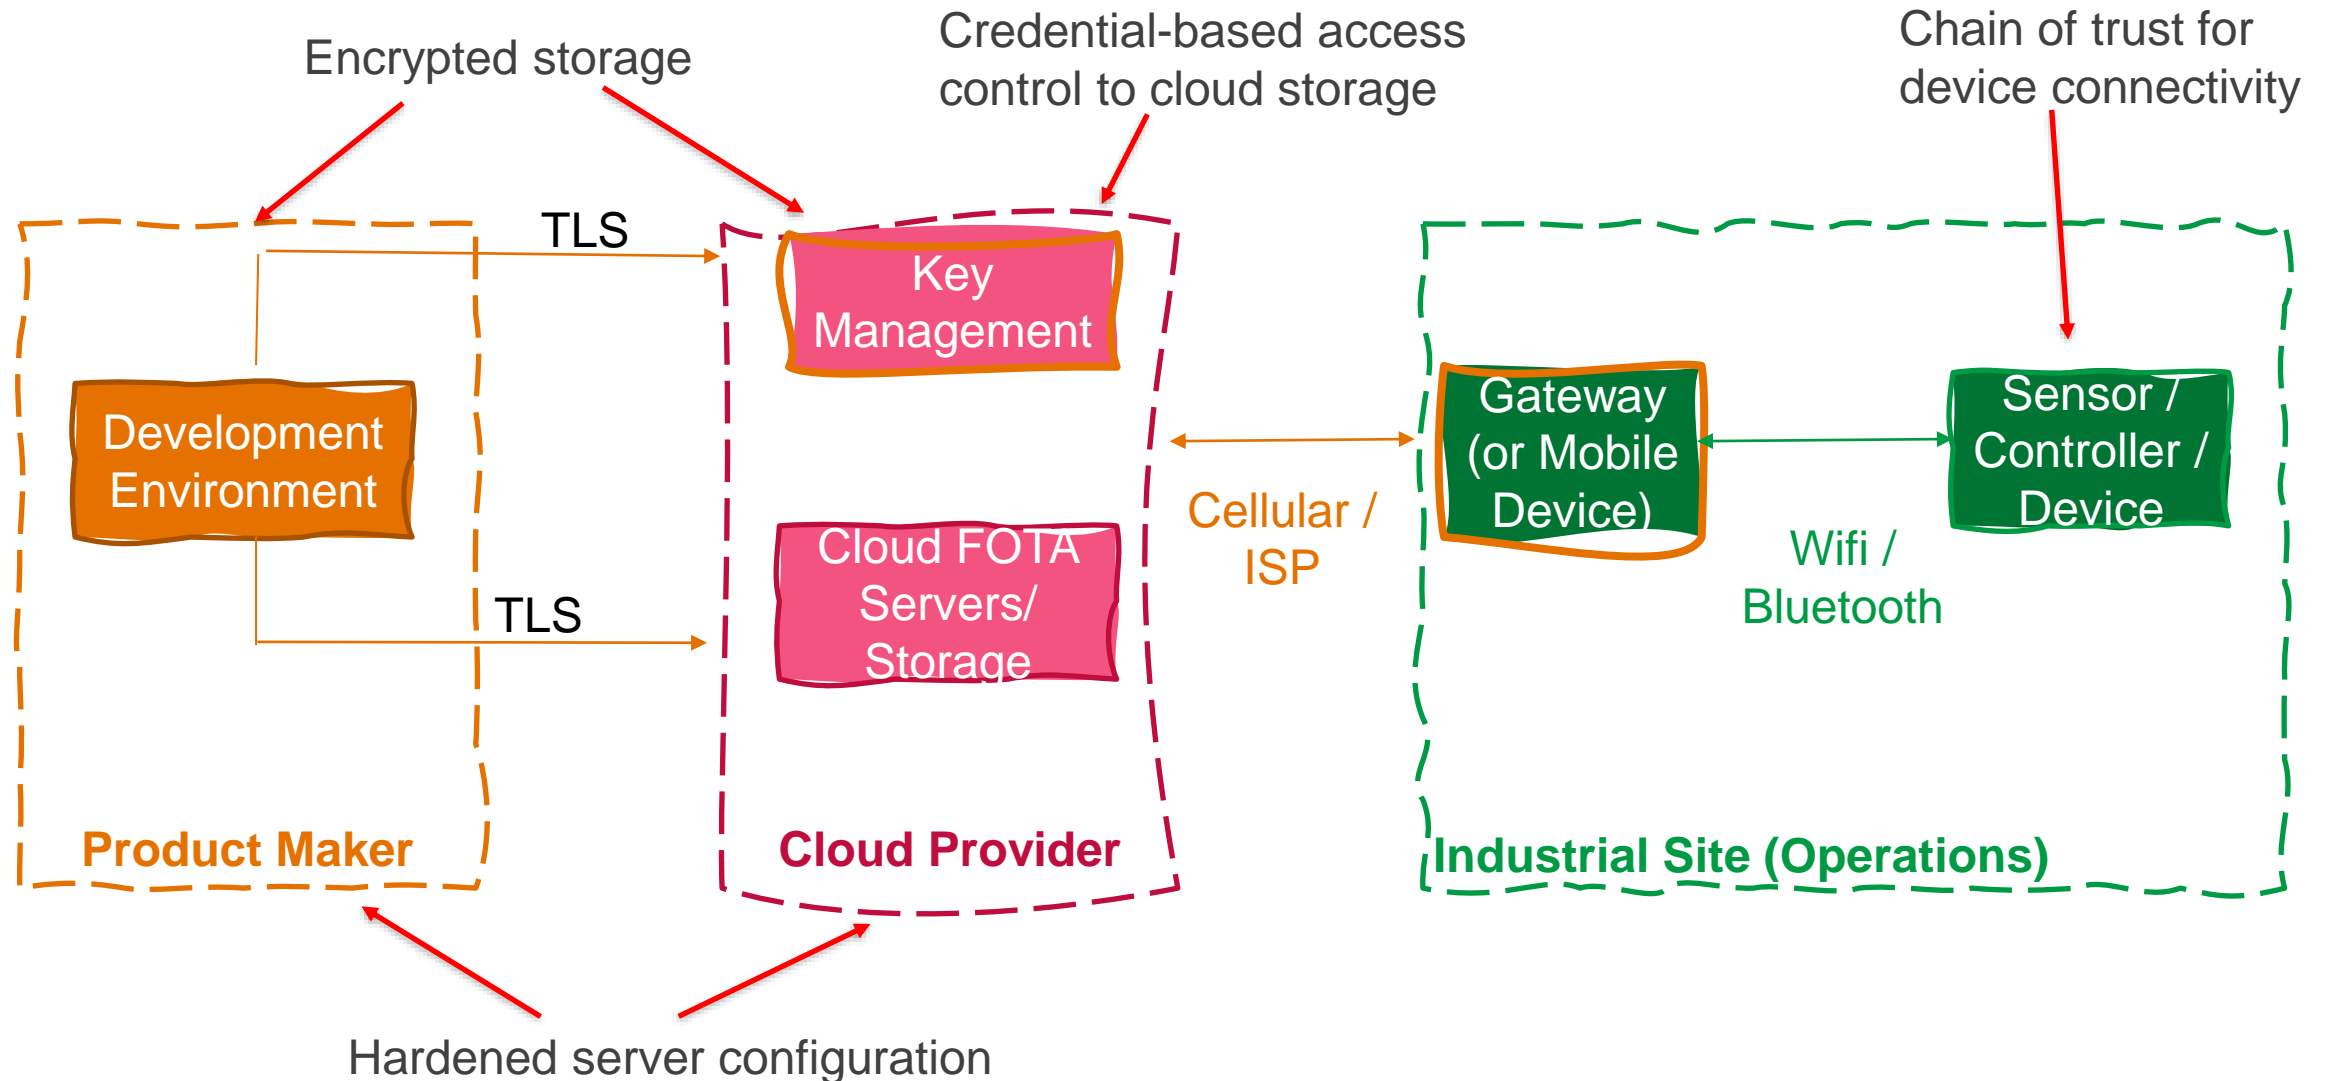 Encrypted storage
Credential-based access
control to cloud storage
Chain of trust for
device connectivity
TLS
Key
Management
Development
Environment
Gateway
(or Mobile
Device)
Sensor /
Controller /
Device
Cellular /
ISP
Wifi /
Bluetooth
Cloud FOTA
Servers/
Storage
TLS
Product Maker
Cloud Provider
Industrial Site (Operations)
Hardened server configuration